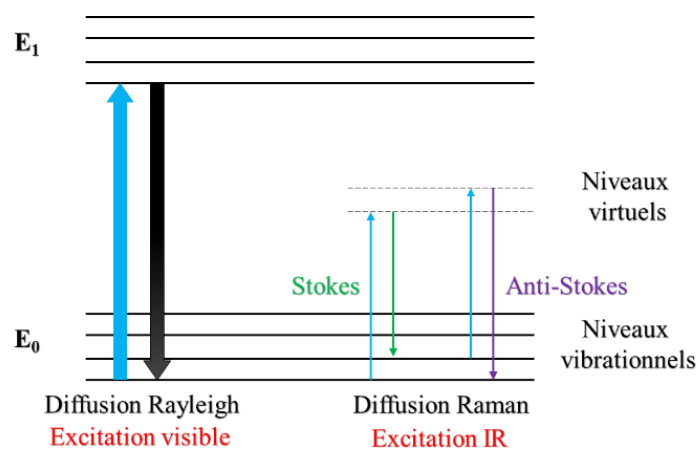 E₁
Niveaux
virtuels
Stokes
Anti-Stokes
E₀
Niveaux
vibrationnels
Diffusion Rayleigh
Excitation visible
Diffusion Raman
Excitation IR